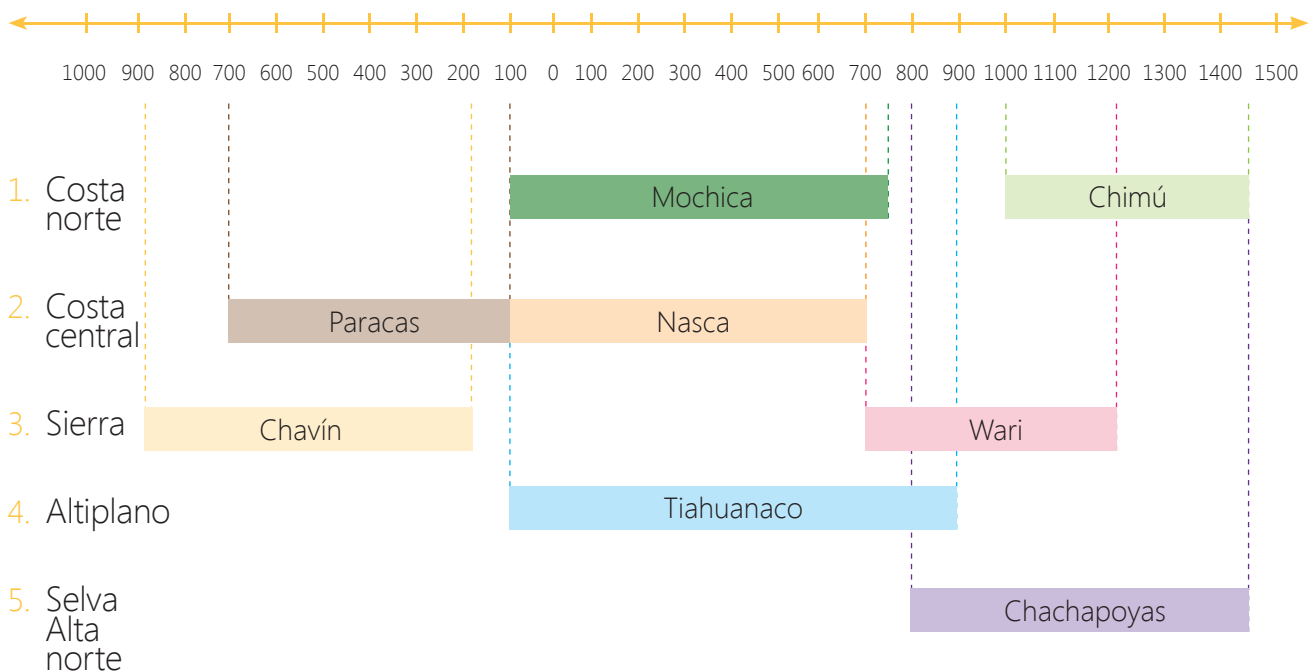 1000 900 800 700 600 500 400 300 200 100 0 100 200 300 400 500 600 700 800 900 1000 1100 1200 1300 1400 1500
1. Costa
norte
Mochica
Chimú
2. Costa
central
Paracas
Nasca
3. Sierra
Chavín
Wari
4. Altiplano
Tiahuanaco
5. Selva
Alta
norte
Chachapoyas